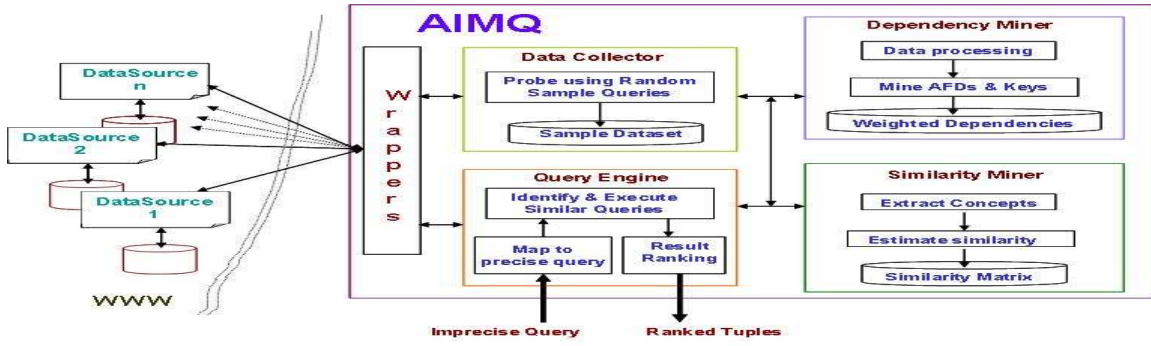 AIMQ
DataSource
n
DataSource
2
DataSource
1
WWW
Wrappers
Data Collector
Probe using Random
Sample Queries
Sample Dataset
Query Engine
Identify & Execute
Similar Queries
Map to
precise query
Result
Ranking
Imprecise Query
Ranked Tuples
Dependency Miner
Data processing
Mine AFDs & Keys
Weighted Dependencies
Similarity Miner
Extract Concepts
Estimate similarity
Similarity Matrix